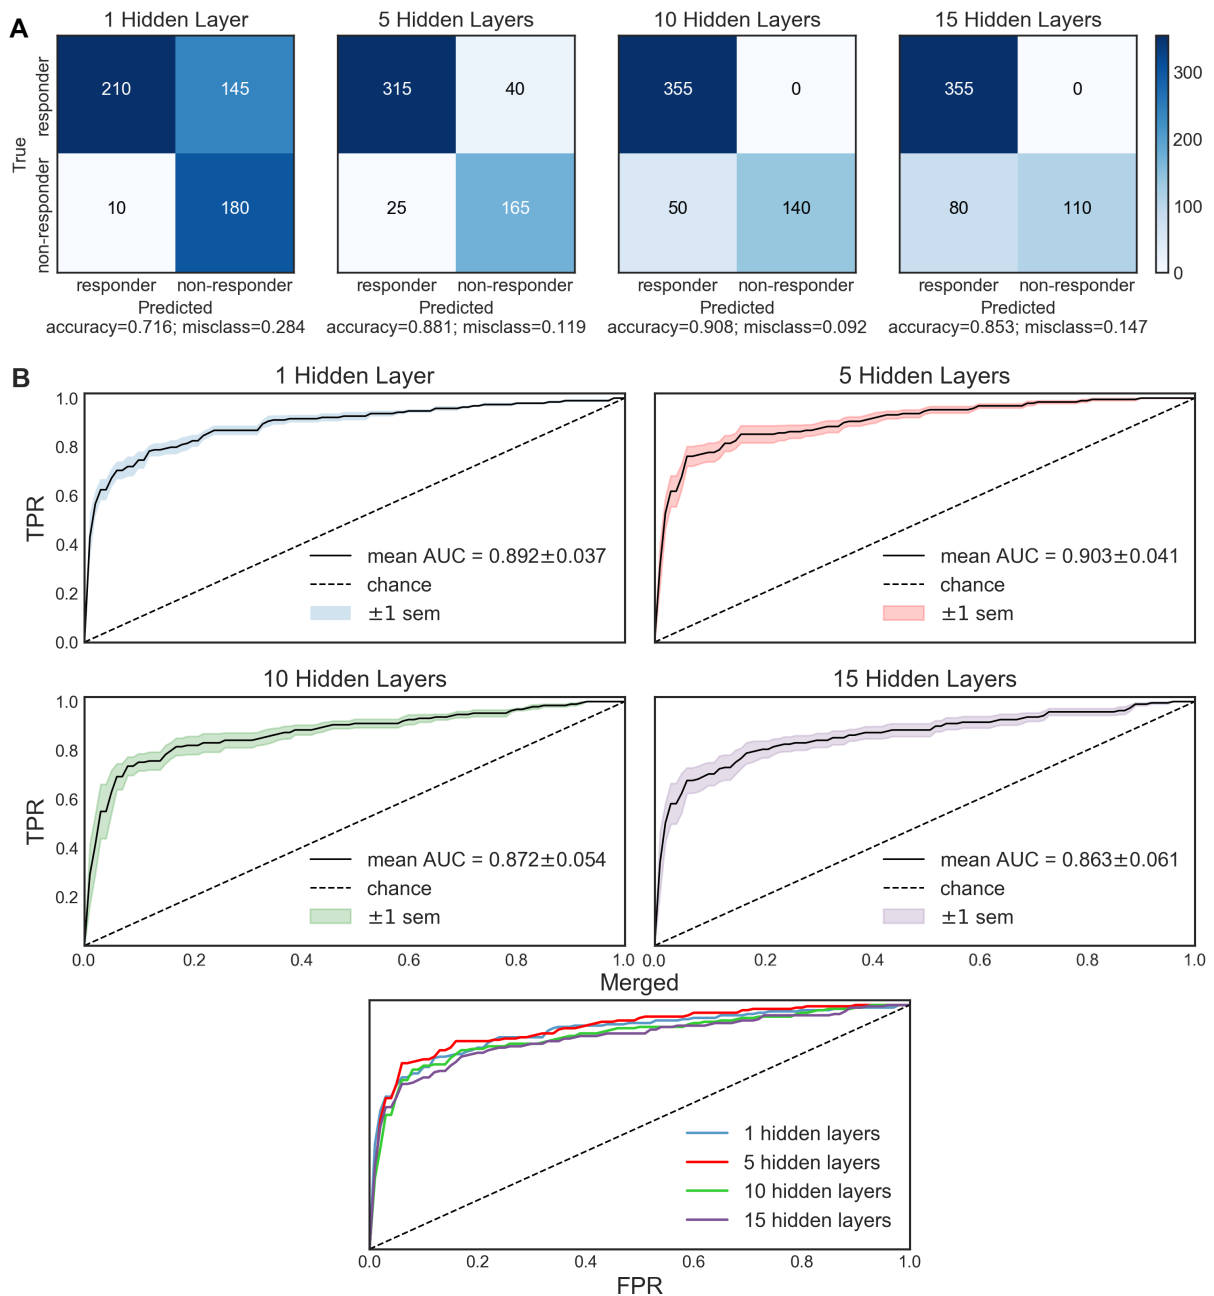 A
1 Hidden Layer
5 Hidden Layers
10 Hidden Layers
15 Hidden Layers
True
responder
non-responder
210 145
10 180
315 40
25 165
355 0
50 140
355 0
80 110
300
200
100
0
responder non-responder
responder non-responder
responder non-responder
responder non-responder
Predicted
accuracy=0.716; misclass=0.284
Predicted
accuracy=0.881; misclass=0.119
Predicted
accuracy=0.908; misclass=0.092
Predicted
accuracy=0.853; misclass=0.147
B
1 Hidden Layer
TPR
1.0
0.8
0.6
0.4
0.2
0.0
mean AUC = 0.892±0.037
chance
±1 sem
5 Hidden Layers
mean AUC = 0.903±0.041
chance
±1 sem
10 Hidden Layers
TPR
1.0
0.8
0.6
0.4
0.2
mean AUC = 0.872±0.054
chance
±1 sem
0.0 0.2 0.4 0.6 0.8 1.0
15 Hidden Layers
mean AUC = 0.863±0.061
chance
±1 sem
0.0 0.2 0.4 0.6 0.8 1.0
Merged
1 hidden layers
5 hidden layers
10 hidden layers
15 hidden layers
0.0 0.2 0.4 0.6 0.8 1.0
FPR